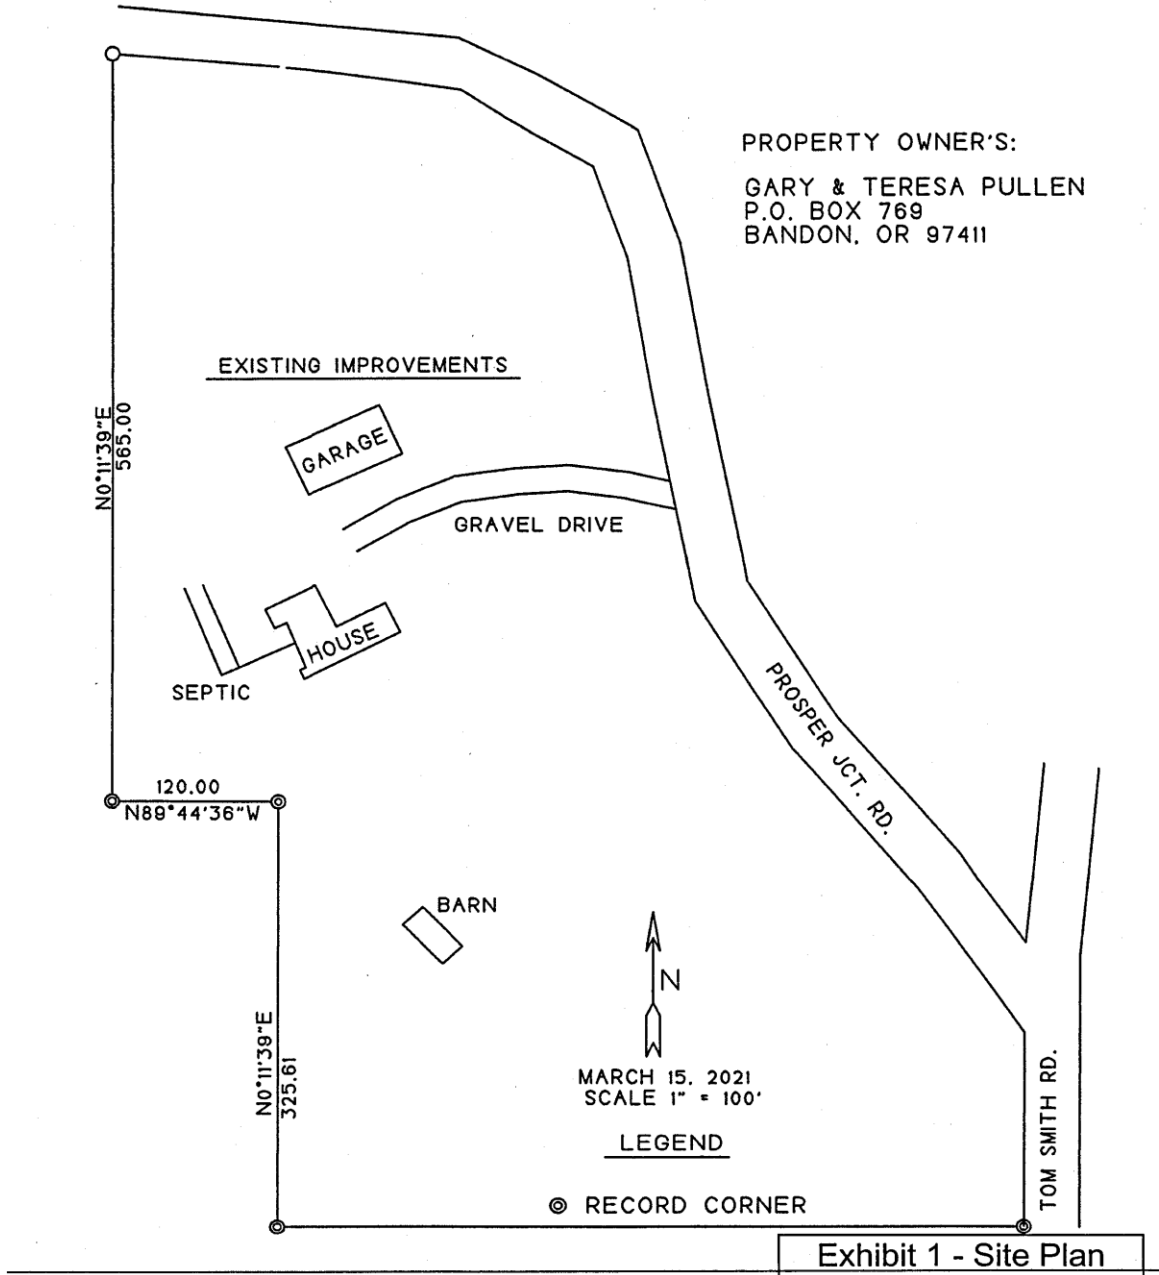 PROPERTY OWNER'S:
GARY & TERESA PULLEN
P.O. BOX 769
BANDON, OR 97411
EXISTING IMPROVEMENTS
GARAGE
N0°11'39"E
565.00
GRAVEL DRIVE
HOUSE
SEPTIC
PROSPER JCT. RD.
120.00
N89°44'36"W
BARN
N
N0°11'39"E
325.61
MARCH 15, 2021
SCALE 1" = 100'
TOM SMITH RD.
LEGEND
RECORD CORNER
Exhibit 1 - Site Plan